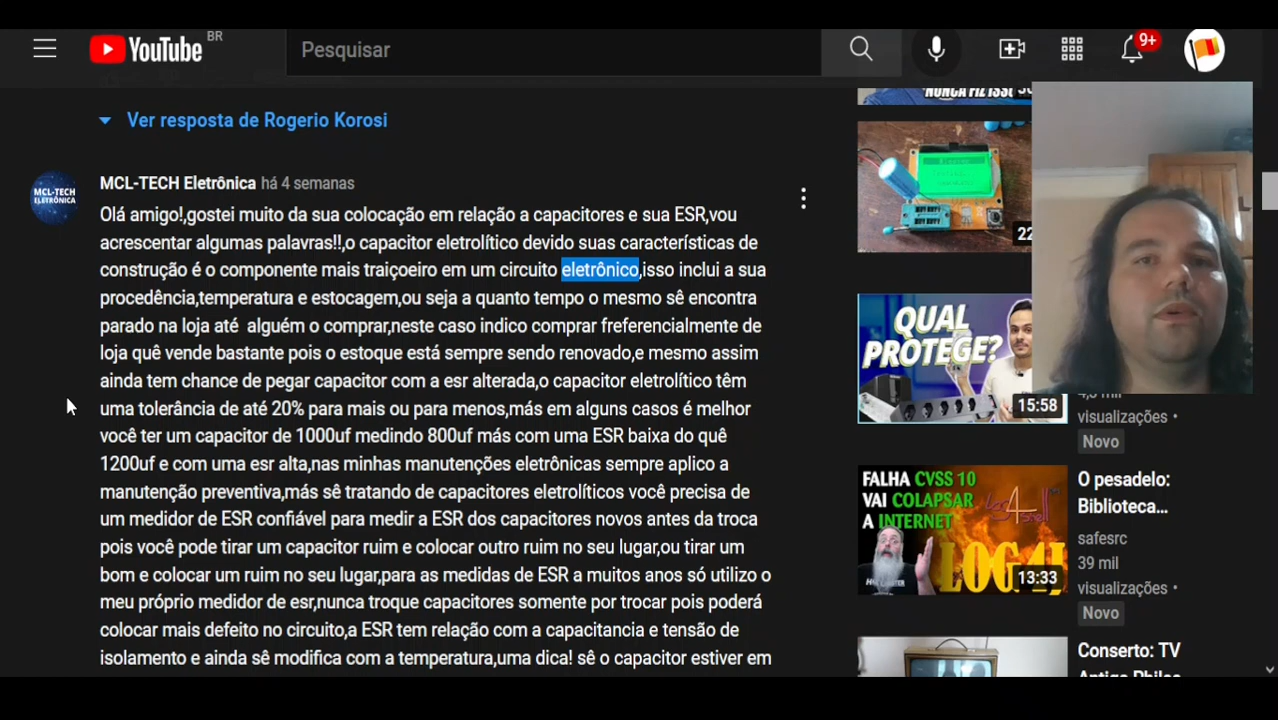 YouTube BR
Pesquisar
9+
Ver resposta de Rogerio Korosi
MCL-TECH Eletrônica há 4 semanas
MCL-TECH
ELETRÔNICA
Olá amigo!,gostei muito da sua colocação em relação a capacitores e sua ESR,vou
acrescentar algumas palavras!!,o capacitor eletrolítico devido suas características de
construção é o componente mais traiçoeiro em um circuito eletrônico,isso inclui a sua
procedência,temperatura e estocagem,ou seja a quanto tempo o mesmo sê encontra
parado na loja até alguém o comprar,neste caso indico comprar freferencialmente de
loja quê vende bastante pois o estoque está sempre sendo renovado,e mesmo assim
ainda tem chance de pegar capacitor com a esr alterada,o capacitor eletrolítico têm
uma tolerância de até 20% para mais ou para menos,más em alguns casos é melhor
você ter um capacitor de 1000uf medindo 800uf más com uma ESR baixa do quê
1200uf e com uma esr alta,nas minhas manutenções eletrônicas sempre aplico a
manutenção preventiva,más sê tratando de capacitores eletrolíticos você precisa de
um medidor de ESR confiável para medir a ESR dos capacitores novos antes da troca
pois você pode tirar um capacitor ruim e colocar outro ruim no seu lugar,ou tirar um
bom e colocar um ruim no seu lugar,para as medidas de ESR a muitos anos só utilizo o
meu próprio medidor de esr,nunca troque capacitores somente por trocar pois poderá
colocar mais defeito no circuito,a ESR tem relação com a capacitancia e tensão de
isolamento e ainda sê modifica com a temperatura,uma dica! sê o capacitor estiver em
NUNCA FIZ ISSO
22
QUAL
PROTEGE?
15:58
visualizações •
Novo
FALHA CVSS 10
VAI COLAPSAR
A INTERNET
LOG4J
13:33
O pesadelo:
Biblioteca...
safesrc
39 mil
visualizações •
Novo
Conserto: TV